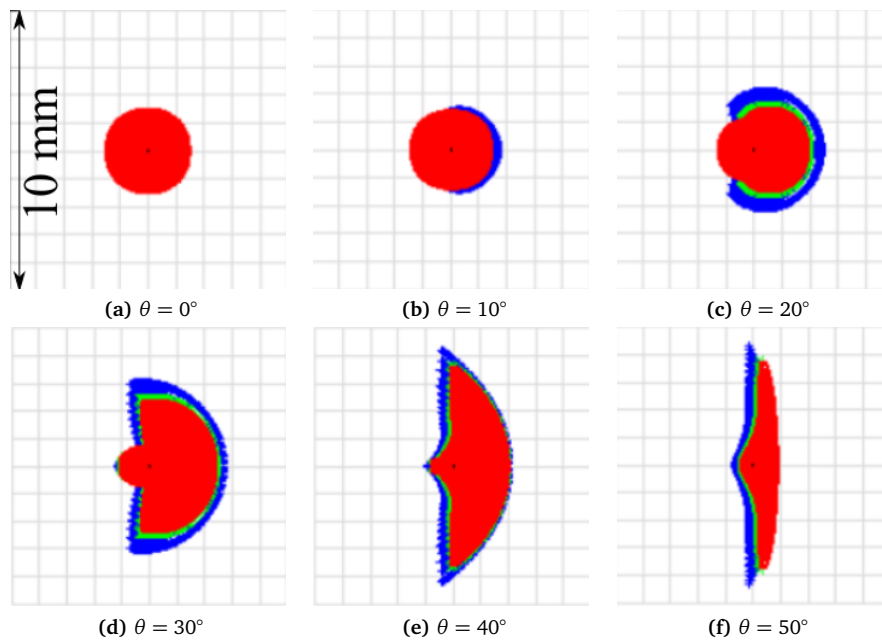 10 mm
(a) θ = 0°
(b) θ = 10°
(c) θ = 20°
(d) θ = 30°
(e) θ = 40°
(f) θ = 50°